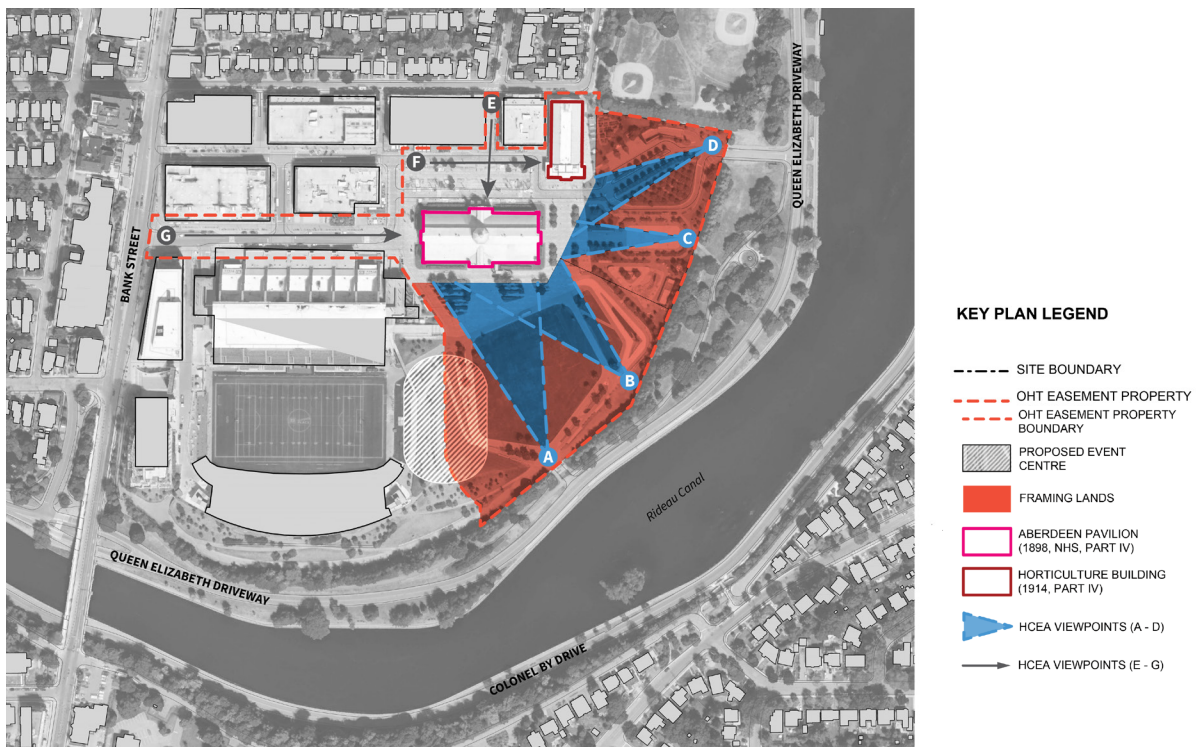 E
F
G
D
C
B
A
BANK STREET
QUEEN ELIZABETH DRIVEWAY
QUEEN ELIZABETH DRIVEWAY
Rideau Canal
COLONEL BY DRIVE
KEY PLAN LEGEND
SITE BOUNDARY
OHT EASEMENT PROPERTY
OHT EASEMENT PROPERTY
BOUNDARY
PROPOSED EVENT
CENTRE
FRAMING LANDS
ABERDEEN PAVILION
(1898, NHS, PART IV)
HORTICULTURE BUILDING
(1914, PART IV)
HCEA VIEWPOINTS (A - D)
HCEA VIEWPOINTS (E - G)